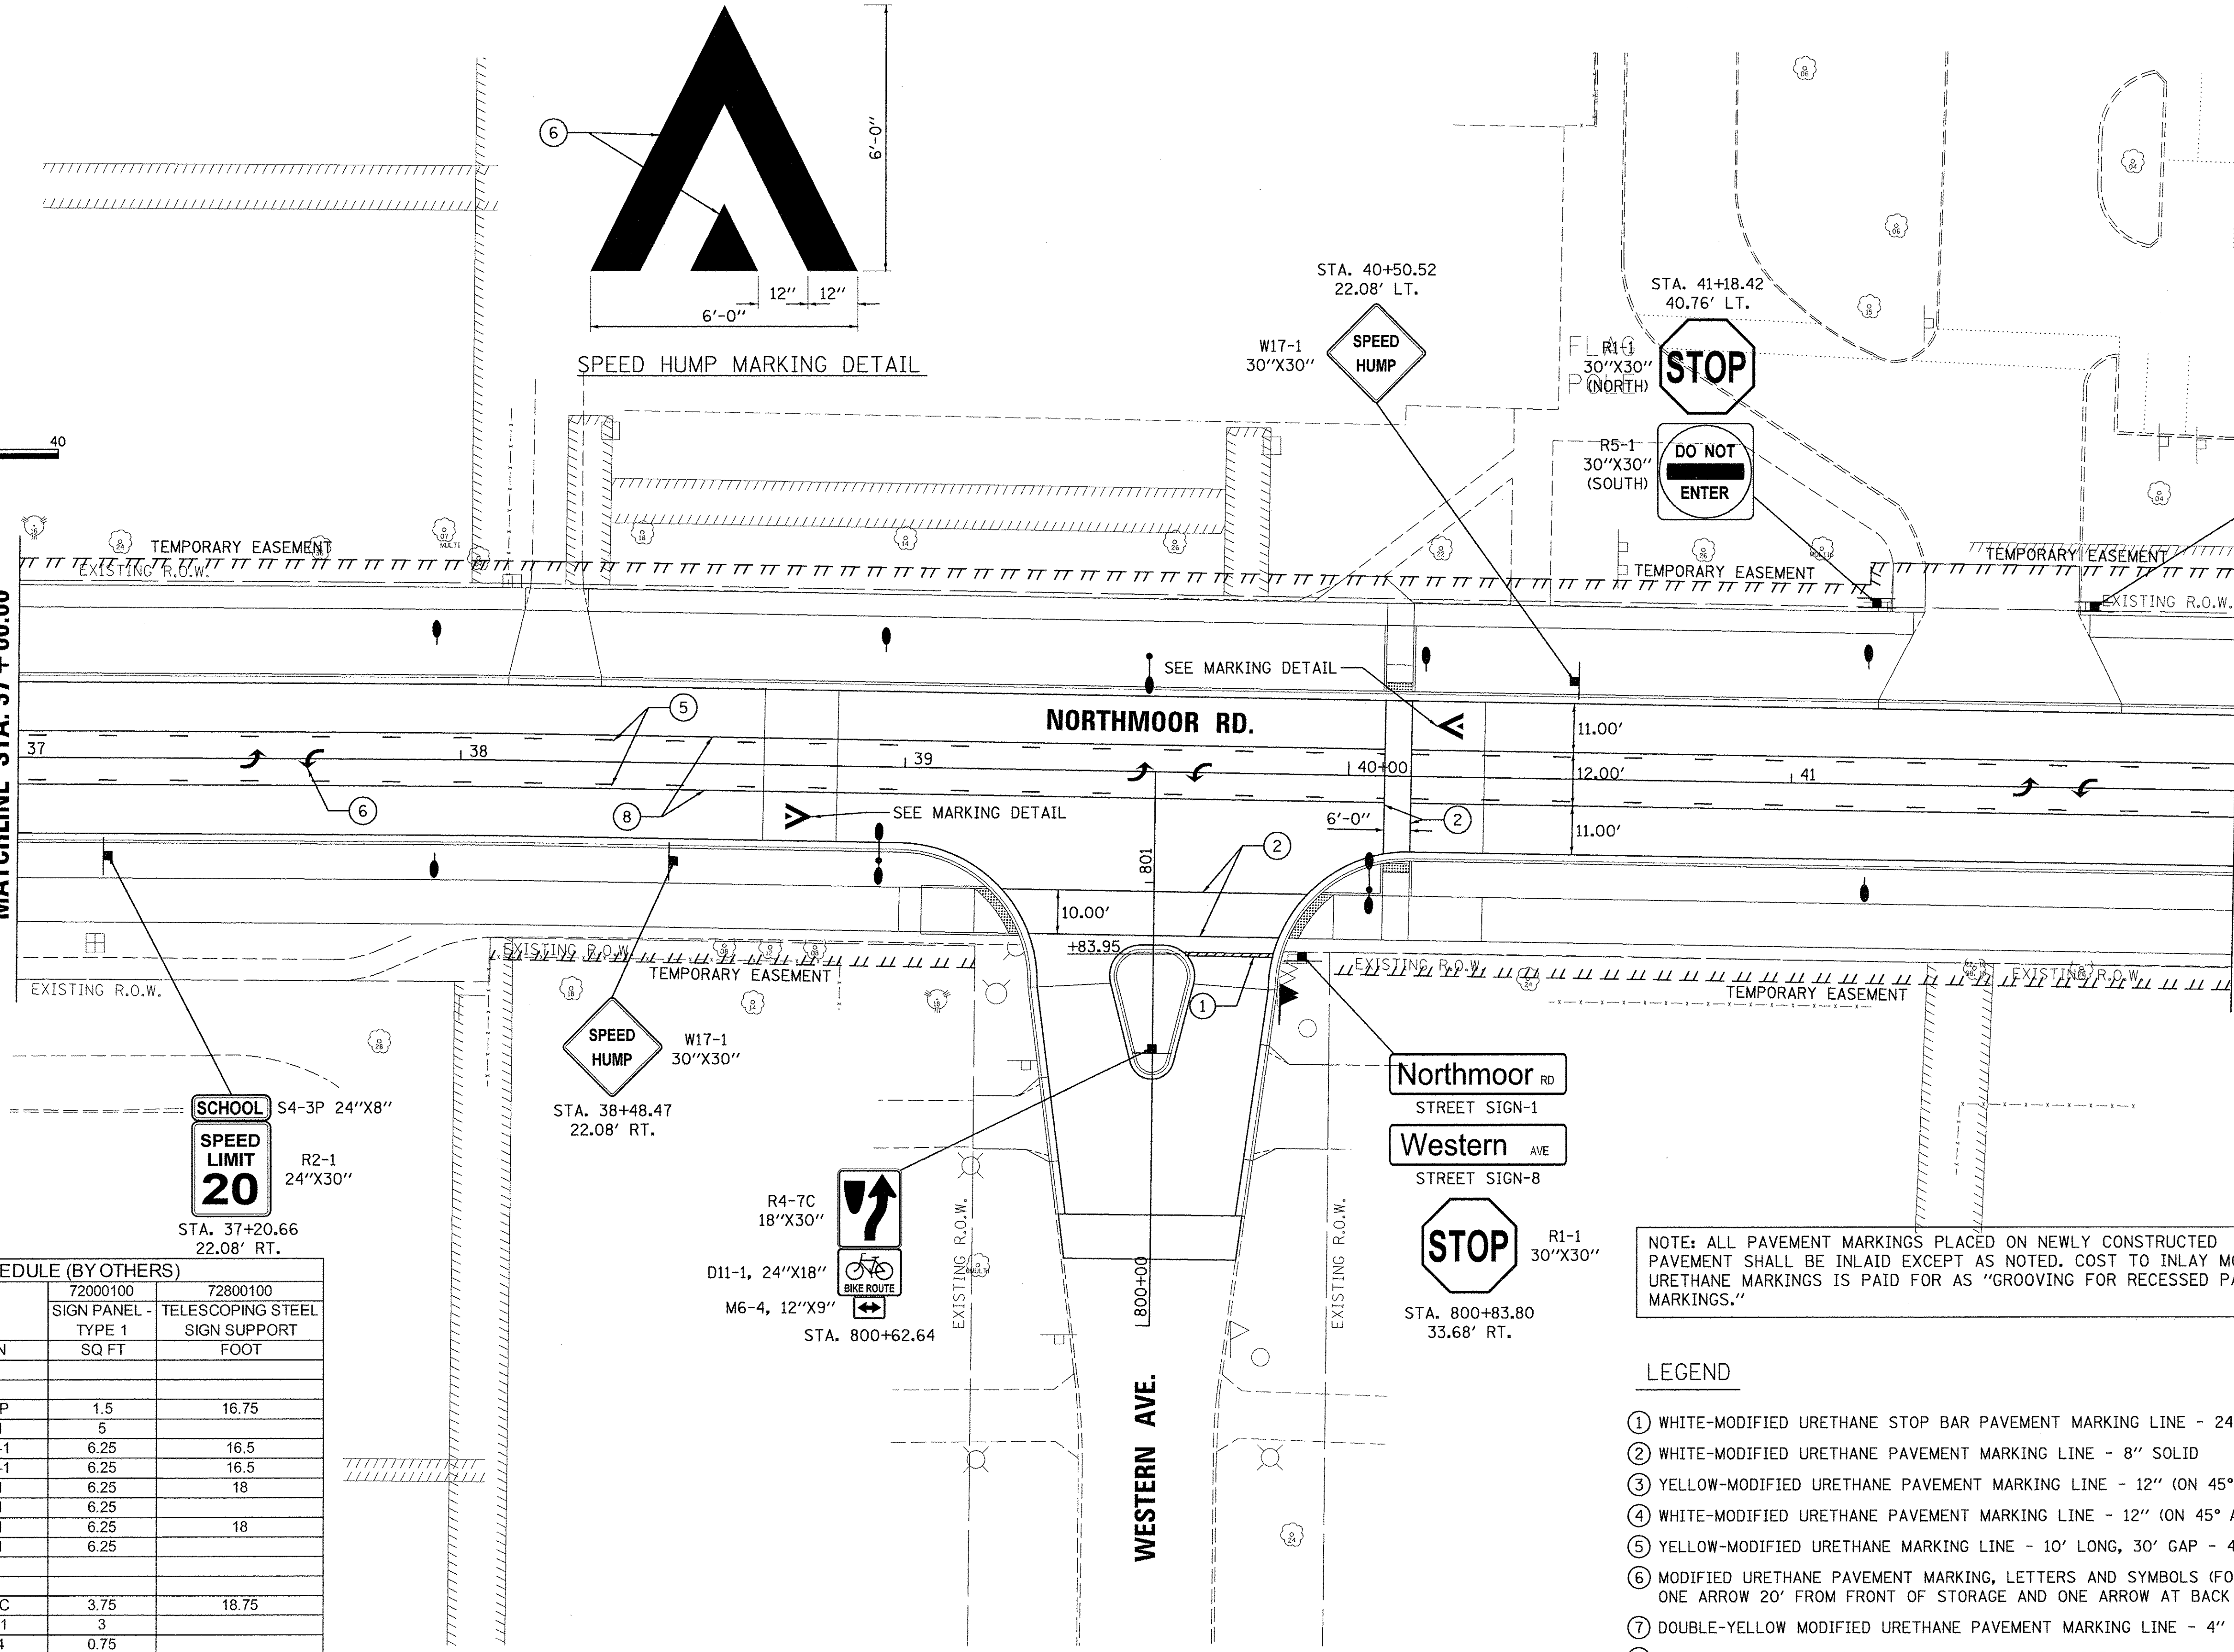 6
6'-0"
12" 12"
6'-0"
SPEED HUMP MARKING DETAIL
40
STA. 40+50.52
22.08' LT.
W17-1
30"X30"
SPEED
HUMP
STA. 41+18.42
40.76' LT.
FLAG
POLE
R1-1
30"X30"
(NORTH)
STOP
R5-1
30"X30"
(SOUTH)
DO NOT
ENTER
TEMPORARY EASEMENT
EXISTING R.O.W.
TEMPORARY EASEMENT
TEMPORARY EASEMENT
EXISTING R.O.W.
MATCHLINE STA. 37+00.00
SEE MARKING DETAIL
NORTHMOOR RD.
5
37
38
39
40+00
41
11.00'
12.00'
11.00'
6
8
SEE MARKING DETAIL
6'-0"
2
2
801
10.00'
+83.95
EXISTING R.O.W.
TEMPORARY EASEMENT
EXISTING R.O.W.
EXISTING R.O.W.
EXISTING R.O.W.
TEMPORARY EASEMENT
1
SPEED
HUMP
W17-1
30"X30"
STA. 38+48.47
22.08' RT.
SCHOOL
S4-3P 24"X8"
SPEED
LIMIT
20
R2-1
24"X30"
STA. 37+20.66
22.08' RT.
Northmoor RD
STREET SIGN-1
Western AVE
STREET SIGN-8
STOP
R1-1
30"X30"
STA. 800+83.80
33.68' RT.
R4-7C
18"X30"
D11-1, 24"X18"
BIKE ROUTE
M6-4, 12"X9"
STA. 800+62.64
EXISTING R.O.W.
800+00
EXISTING R.O.W.
WESTERN AVE.
EDULE (BY OTHERS)
72000100 72800100
SIGN PANEL - TELESCOPING STEEL
TYPE 1 SIGN SUPPORT
N SQ FT FOOT
P 1.5 16.75
5
-1 6.25 16.5
-1 6.25 16.5
6.25 18
6.25
6.25 18
6.25
C 3.75 18.75
1 3
4 0.75
NOTE: ALL PAVEMENT MARKINGS PLACED ON NEWLY CONSTRUCTED
PAVEMENT SHALL BE INLAID EXCEPT AS NOTED. COST TO INLAY MO
URETHANE MARKINGS IS PAID FOR AS "GROOVING FOR RECESSED PA
MARKINGS."
LEGEND
1 WHITE-MODIFIED URETHANE STOP BAR PAVEMENT MARKING LINE - 24
2 WHITE-MODIFIED URETHANE PAVEMENT MARKING LINE - 8" SOLID
3 YELLOW-MODIFIED URETHANE PAVEMENT MARKING LINE - 12" (ON 45°
4 WHITE-MODIFIED URETHANE PAVEMENT MARKING LINE - 12" (ON 45° A
5 YELLOW-MODIFIED URETHANE MARKING LINE - 10' LONG, 30' GAP - 4
6 MODIFIED URETHANE PAVEMENT MARKING, LETTERS AND SYMBOLS (FO
ONE ARROW 20' FROM FRONT OF STORAGE AND ONE ARROW AT BACK
7 DOUBLE-YELLOW MODIFIED URETHANE PAVEMENT MARKING LINE - 4"